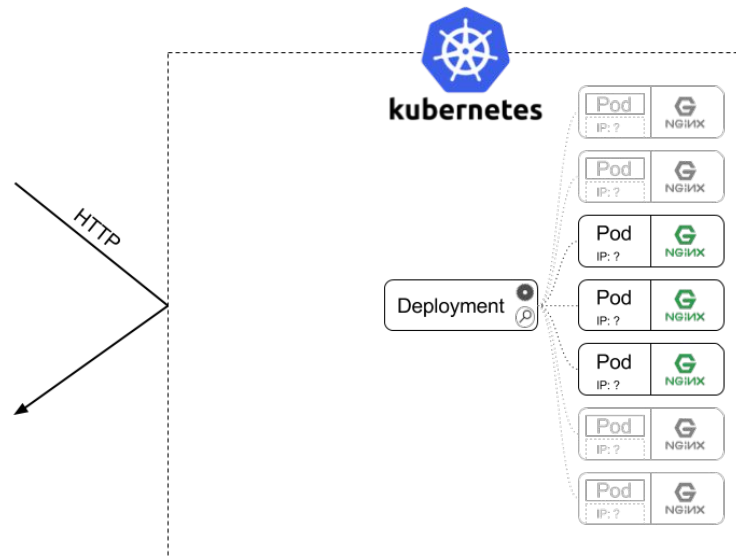 kubernetes
HTTP
Deployment
Pod
IP: ?
NGINX
Pod
IP: ?
NGINX
Pod
IP: ?
NGINX
Pod
IP: ?
NGINX
Pod
IP: ?
NGINX
Pod
IP: ?
NGINX
Pod
IP: ?
NGINX